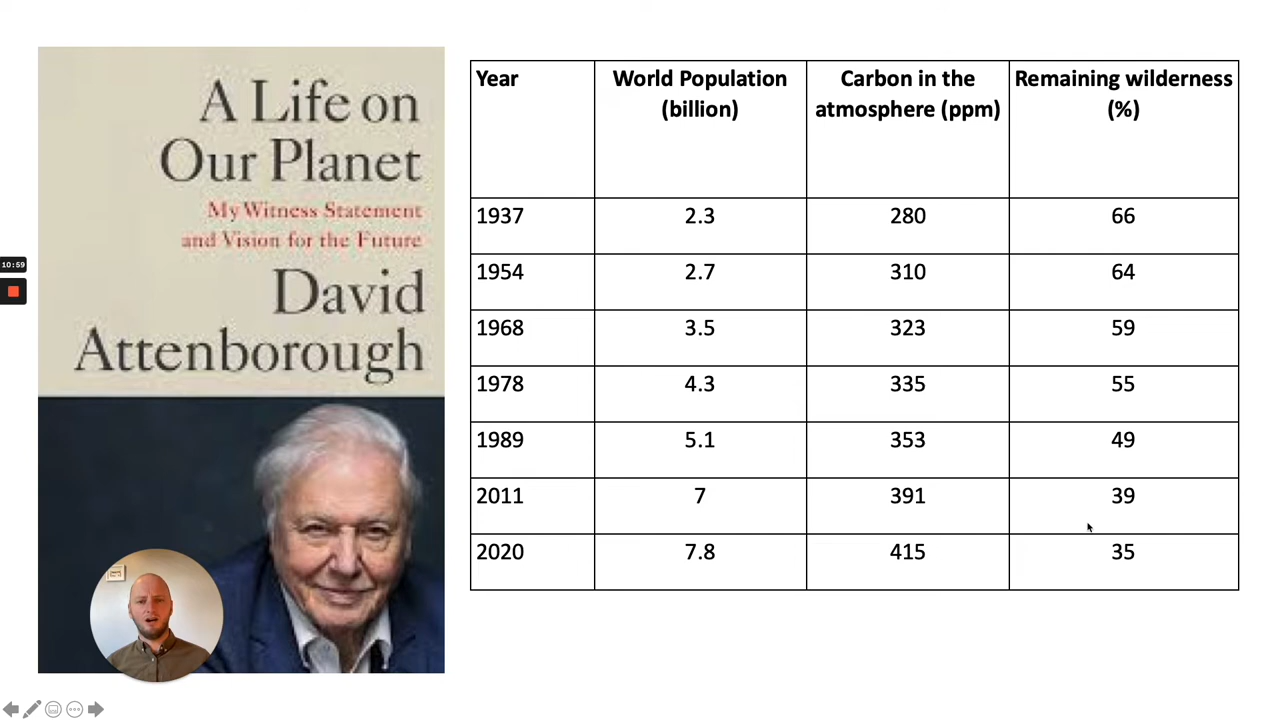 A Life on
Our Planet
My Witness Statement
and Vision for the Future
David
Attenborough
10:59
Year World Population (billion) Carbon in the atmosphere (ppm) Remaining wilderness (%)
1937 2.3 280 66
1954 2.7 310 64
1968 3.5 323 59
1978 4.3 335 55
1989 5.1 353 49
2011 7 391 39
2020 7.8 415 35